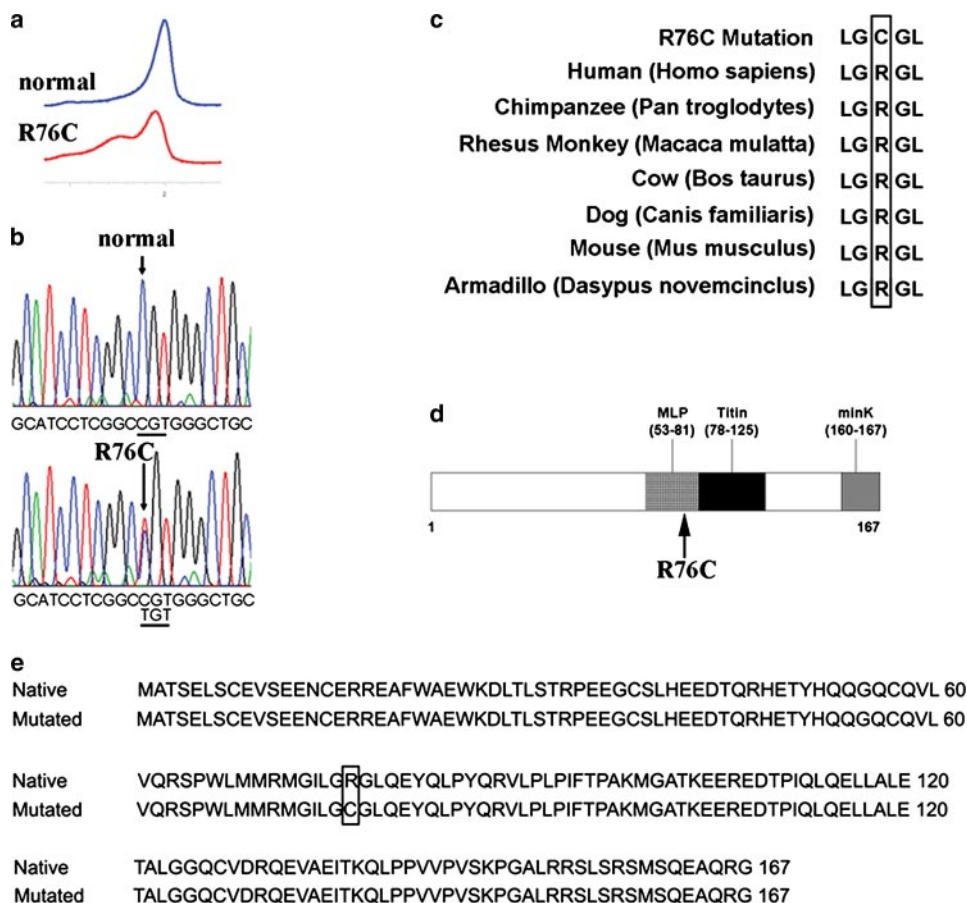 a
normal
R76C
2
b
normal
GCATCCTCGGCCGTGGGCTGC
R76C
GCATCCTCGGCCGTGGGCTGC
TGT
c
R76C Mutation LG C GL
Human (Homo sapiens) LG R GL
Chimpanzee (Pan troglodytes) LG R GL
Rhesus Monkey (Macaca mulatta) LG R GL
Cow (Bos taurus) LG R GL
Dog (Canis familiaris) LG R GL
Mouse (Mus musculus) LG R GL
Armadillo (Dasypus novemcinclus) LG R GL
d
MLP Titin minK
(53-81) (78-125) (160-167)
1 167
R76C
e
Native MATSELSCEVSEENCERREAFWAEWKDLTLSTRPEEGCSLHEEDTQRHETYHQQGQCQVL 60
Mutated MATSELSCEVSEENCERREAFWAEWKDLTLSTRPEEGCSLHEEDTQRHETYHQQGQCQVL 60
Native VQRSPWLMMRMGILGRGLQEYQLPYQRVLPLPIFTPAKMGATKEEREDTPIQLQELLALE 120
Mutated VQRSPWLMMRMGILGCGLQEYQLPYQRVLPLPIFTPAKMGATKEEREDTPIQLQELLALE 120
Native TALGGQCVDRQEVAEITKQLPPVVPVSKPGALRRSLSRSMSQEAQRG 167
Mutated TALGGQCVDRQEVAEITKQLPPVVPVSKPGALRRSLSRSMSQEAQRG 167